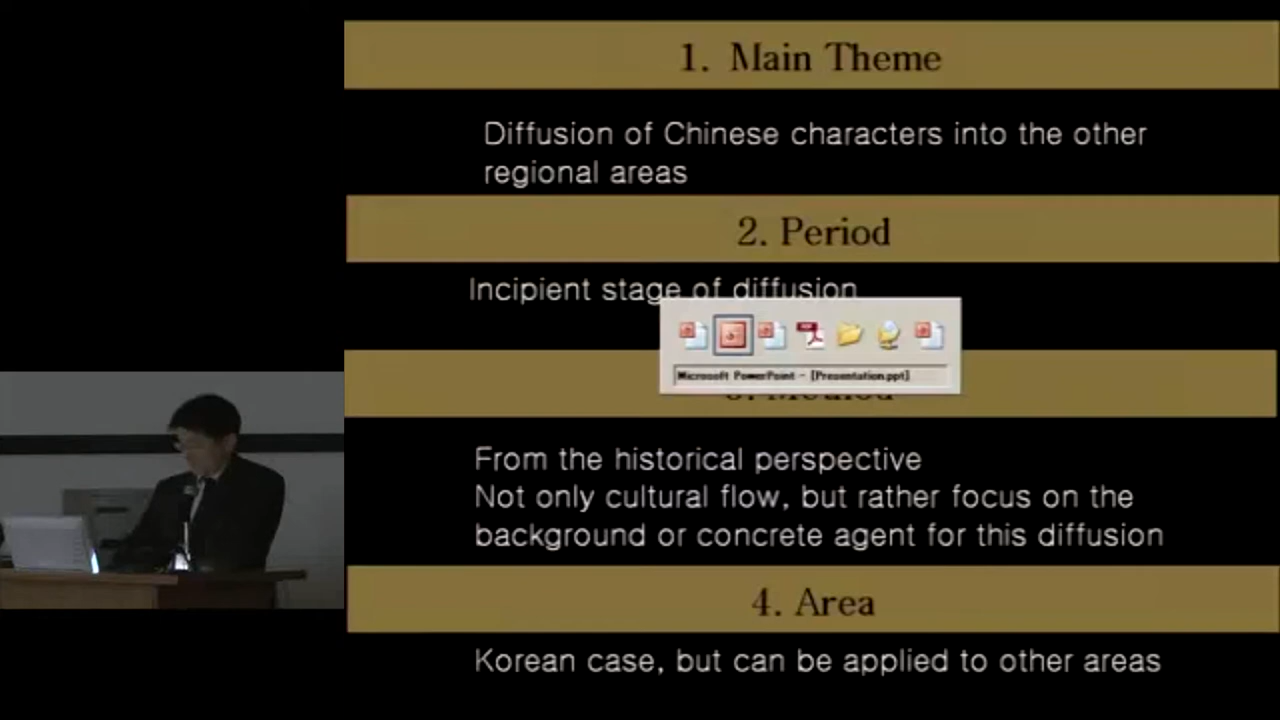 1. Main Theme
Diffusion of Chinese characters into the other
regional areas
2. Period
Incipient stage of diffusion
Microsoft PowerPoint - [Presentation.ppt]
From the historical perspective
Not only cultural flow, but rather focus on the
background or concrete agent for this diffusion
4. Area
Korean case, but can be applied to other areas